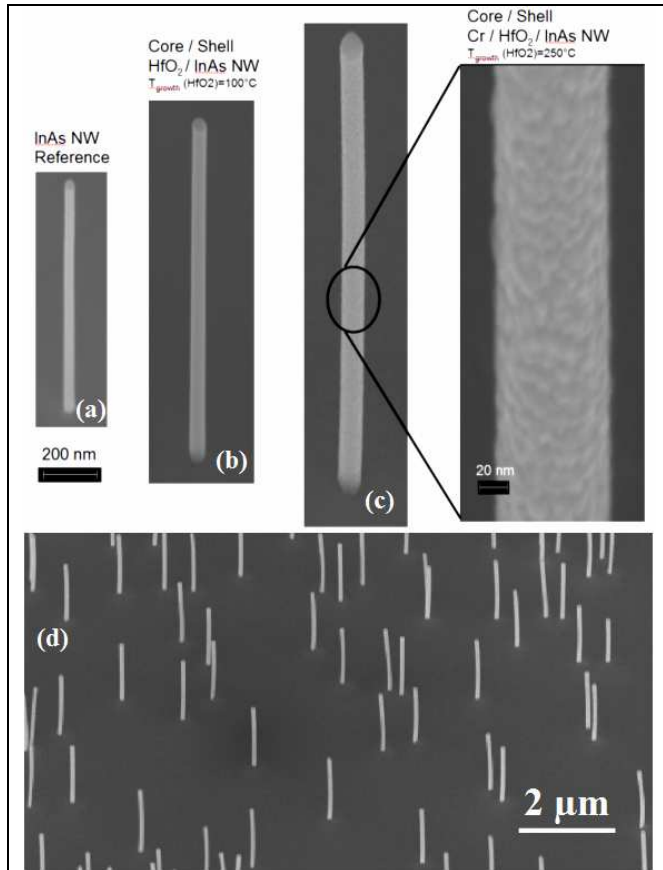 InAs NW
Reference
(a)
200 nm
Core / Shell
HfO2 / InAs NW
Tgrowth (HfO2)=100°C
(b)
(c)
Core / Shell
Cr / HfO2 / InAs NW
Tgrowth (HfO2)=250°C
20 nm
(d)
2 µm